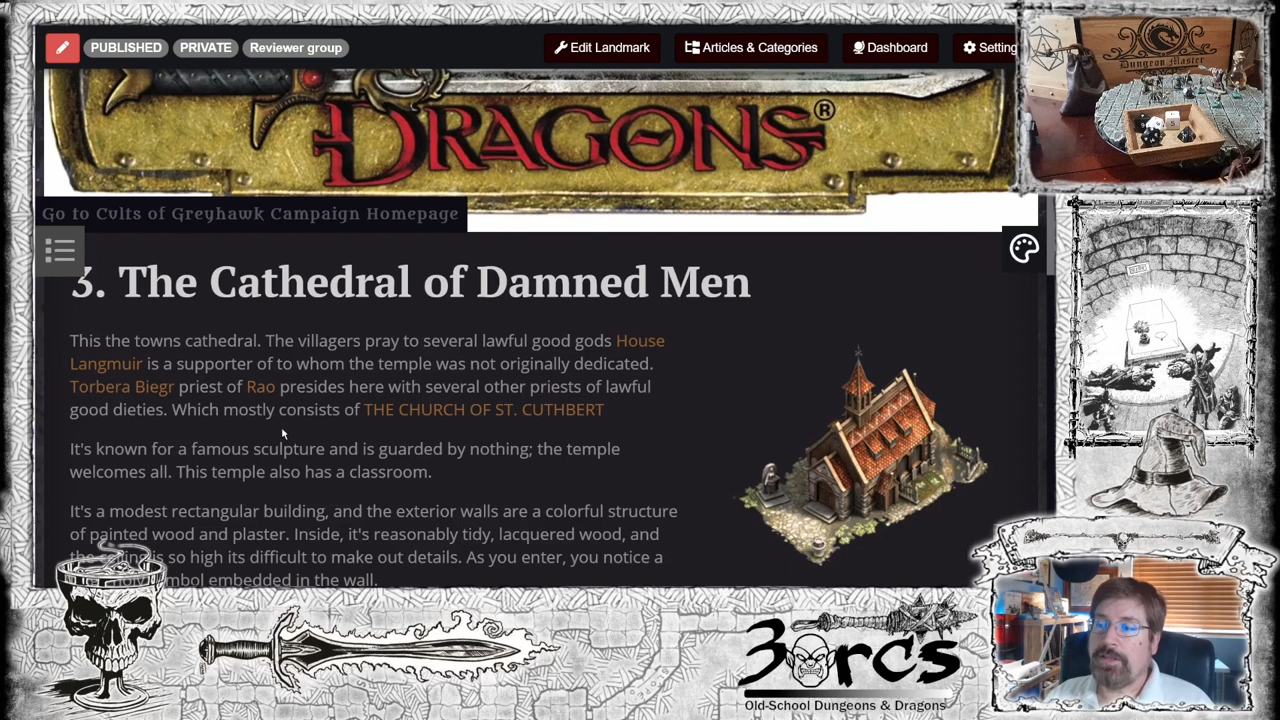 PUBLISHED PRIVATE Reviewer group Edit Landmark Articles & Categories Dashboard
DRAGONS®
Dungeon Master
Go to Cults of Greyhawk Campaign Homepage
3. The Cathedral of Damned Men
This the towns cathedral. The villagers pray to several lawful good gods House
Langmuir is a supporter of to whom the temple was not originally dedicated.
Torbera Biegr priest of Rao presides here with several other priests of lawful
good dieties. Which mostly consists of THE CHURCH OF ST. CUTHBERT
It's known for a famous sculpture and is guarded by nothing; the temple
welcomes all. This temple also has a classroom.
It's a modest rectangular building, and the exterior walls are a colorful structure
of painted wood and plaster. Inside, it's reasonably tidy, lacquered wood, and
is so high its difficult to make out details. As you enter, you notice a
embedded in the wall.
3 orcs
Old-School Dungeons & Dragons